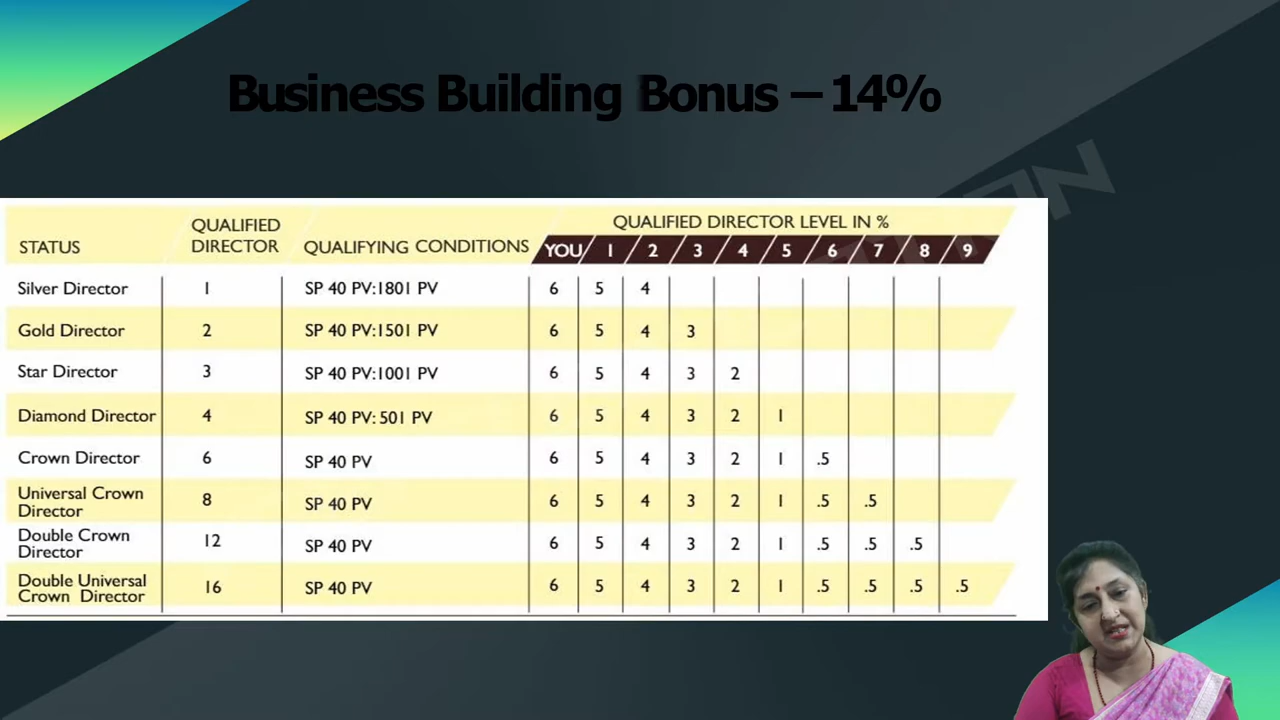 Business Building Bonus – 14%
QUALIFIED DIRECTOR LEVEL IN %
STATUS QUALIFIED DIRECTOR QUALIFYING CONDITIONS YOU 1 2 3 4 5 6 7 8 9
Silver Director 1 SP 40 PV:1801 PV 6 5 4
Gold Director 2 SP 40 PV:1501 PV 6 5 4 3
Star Director 3 SP 40 PV:1001 PV 6 5 4 3 2
Diamond Director 4 SP 40 PV: 501 PV 6 5 4 3 2 1
Crown Director 6 SP 40 PV 6 5 4 3 2 1 .5
Universal Crown Director 8 SP 40 PV 6 5 4 3 2 1 .5 .5
Double Crown Director 12 SP 40 PV 6 5 4 3 2 1 .5 .5 .5
Double Universal Crown Director 16 SP 40 PV 6 5 4 3 2 1 .5 .5 .5 .5